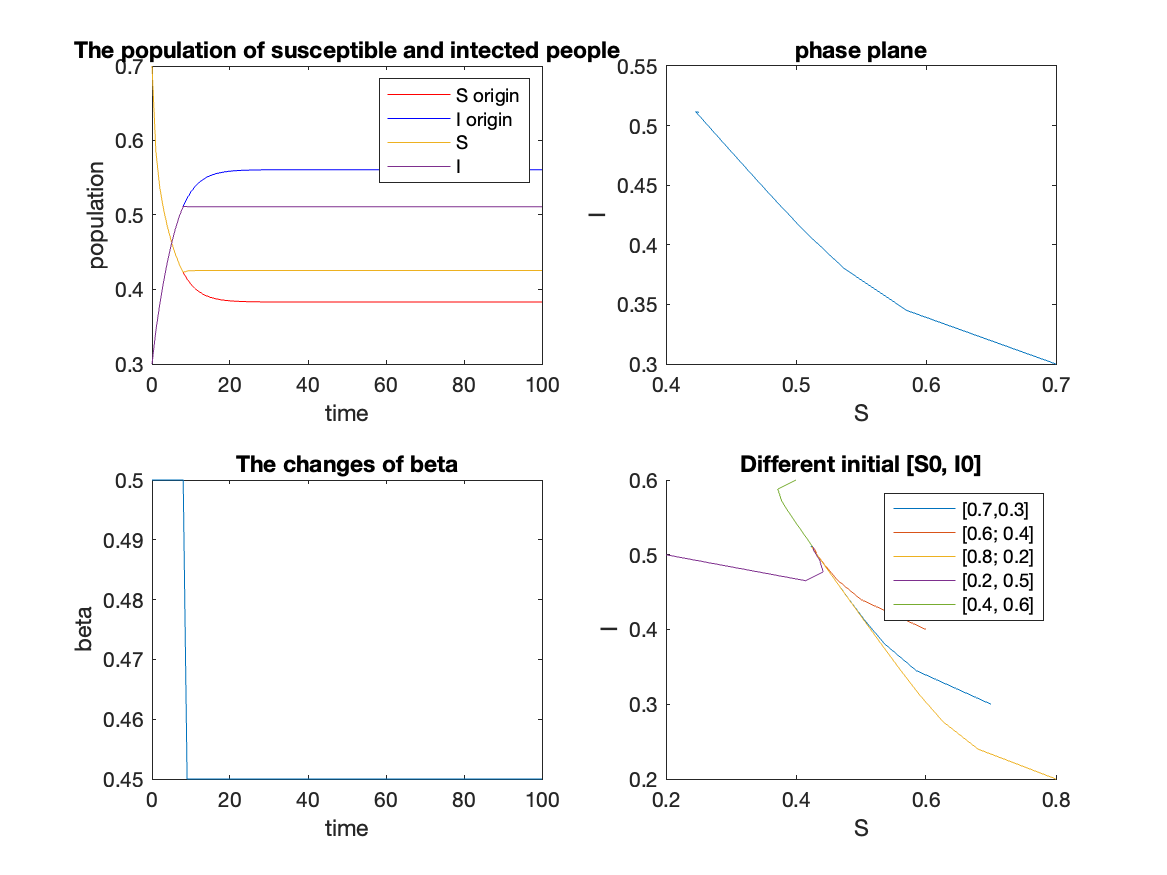 The population of susceptible and intected people
0.7
0.6
0.5
0.4
0.3
population
0
20
40
60
80
100
time
S origin
I origin
S
I
phase plane
0.55
0.5
0.45
0.4
0.35
0.3
I
0.4
0.5
0.6
0.7
S
The changes of beta
0.5
0.49
0.48
0.47
0.46
0.45
beta
0
20
40
60
80
100
time
Different initial [S0, I0]
0.6
0.5
0.4
0.3
0.2
I
0.2
0.4
0.6
0.8
S
[0.7,0.3]
[0.6; 0.4]
[0.8; 0.2]
[0.2, 0.5]
[0.4, 0.6]